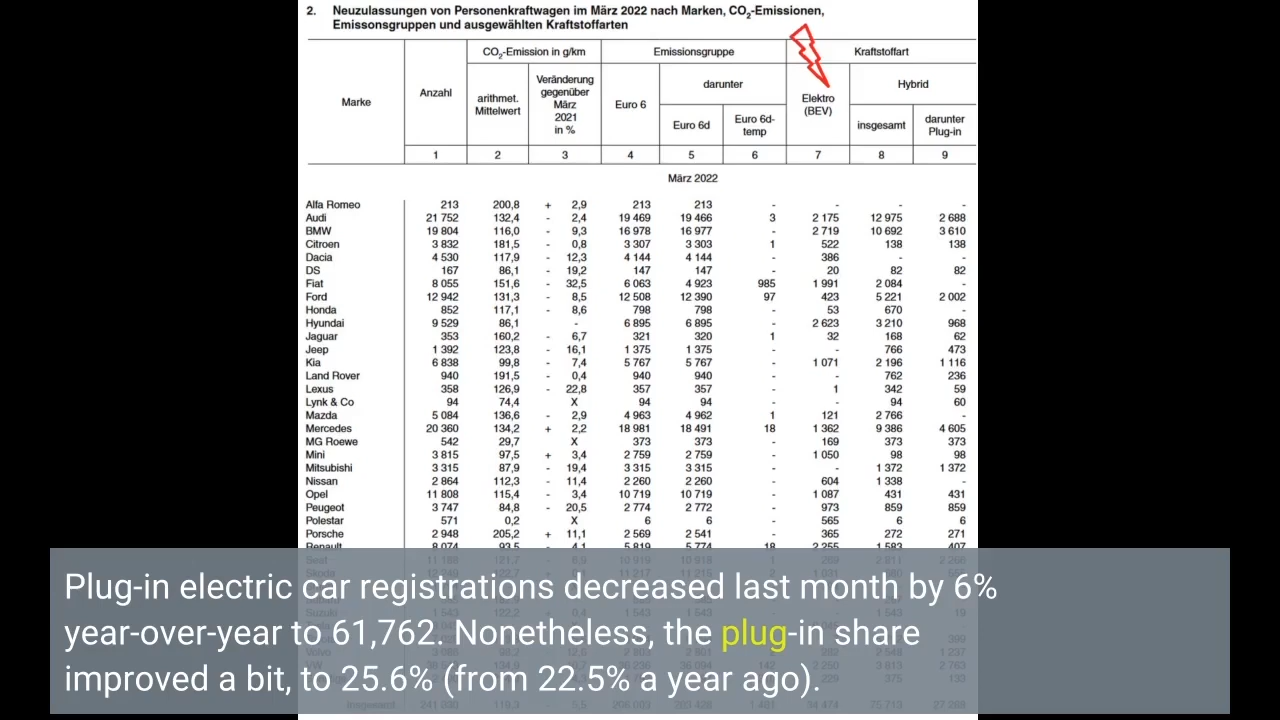 2. Neuzulassungen von Personenkraftwagen im März 2022 nach Marken, CO2-Emissionen,
Emissonsgruppen und ausgewählten Kraftstoffarten
Marke Anzahl CO2-Emission in g/km Emissionsgruppe Kraftstoffart
arithmet. Mittelwert Veränderung gegenüber März 2021 in % Euro 6 darunter Elektro (BEV) Hybrid
Euro 6d Euro 6d-temp insgesamt darunter Plug-in
1 2 3 4 5 6 7 8 9
März 2022
Alfa Romeo 213 200,8 + 2,9 213 213 - - - -
Audi 21 752 132,4 - 2,4 19 469 19 466 3 2 175 12 975 2 688
BMW 19 804 116,0 - 9,3 16 978 16 977 - 2 719 10 692 3 610
Citroen 3 832 181,5 - 0,8 3 307 3 303 1 522 138 138
Dacia 4 530 117,9 - 12,3 4 144 4 144 - 386 - -
DS 167 86,1 - 19,2 147 147 - 20 82 82
Fiat 8 055 151,6 - 32,5 6 063 4 923 985 1 991 2 084 -
Ford 12 942 131,3 - 8,5 12 508 12 390 97 423 5 221 2 002
Honda 852 117,1 - 8,6 798 798 - 53 670 -
Hyundai 9 529 86,1 - 6 895 6 895 - 2 623 3 210 968
Jaguar 353 160,2 - 6,7 321 320 1 32 168 62
Jeep 1 392 123,8 - 16,1 1 375 1 375 - - 766 473
Kia 6 838 99,8 - 7,4 5 767 5 767 - 1 071 2 196 1 116
Land Rover 940 191,5 - 0,4 940 940 - - 762 236
Lexus 358 126,9 - 22,8 357 357 - 1 342 59
Lynk & Co 94 74,4 X 94 94 - - 94 60
Mazda 5 084 136,6 - 2,9 4 963 4 962 1 121 2 766 -
Mercedes 20 360 134,2 + 2,2 18 981 18 491 18 1 362 9 386 4 605
MG Roewe 542 29,7 X 373 373 - 169 373 373
Mini 3 815 97,5 + 3,4 2 759 2 759 - 1 050 98 98
Mitsubishi 3 315 87,9 - 19,4 3 315 3 315 - - 1 372 1 372
Nissan 2 864 112,3 - 11,4 2 260 2 260 - 604 1 338 -
Opel 11 808 115,4 - 3,4 10 719 10 719 - 1 087 431 431
Peugeot 3 747 84,8 - 20,5 2 774 2 772 - 973 859 859
Polestar 571 0,2 X 6 6 - 565 6 6
Porsche 2 948 205,2 + 11,1 2 569 2 541 - 365 272 271
Renault 8 074 93,5 - 4,1 5 819 5 774 18 2 255 1 583 407
Plug-in electric car registrations decreased last month by 6%
year-over-year to 61,762. Nonetheless, the plug-in share
improved a bit, to 25.6% (from 22.5% a year ago).